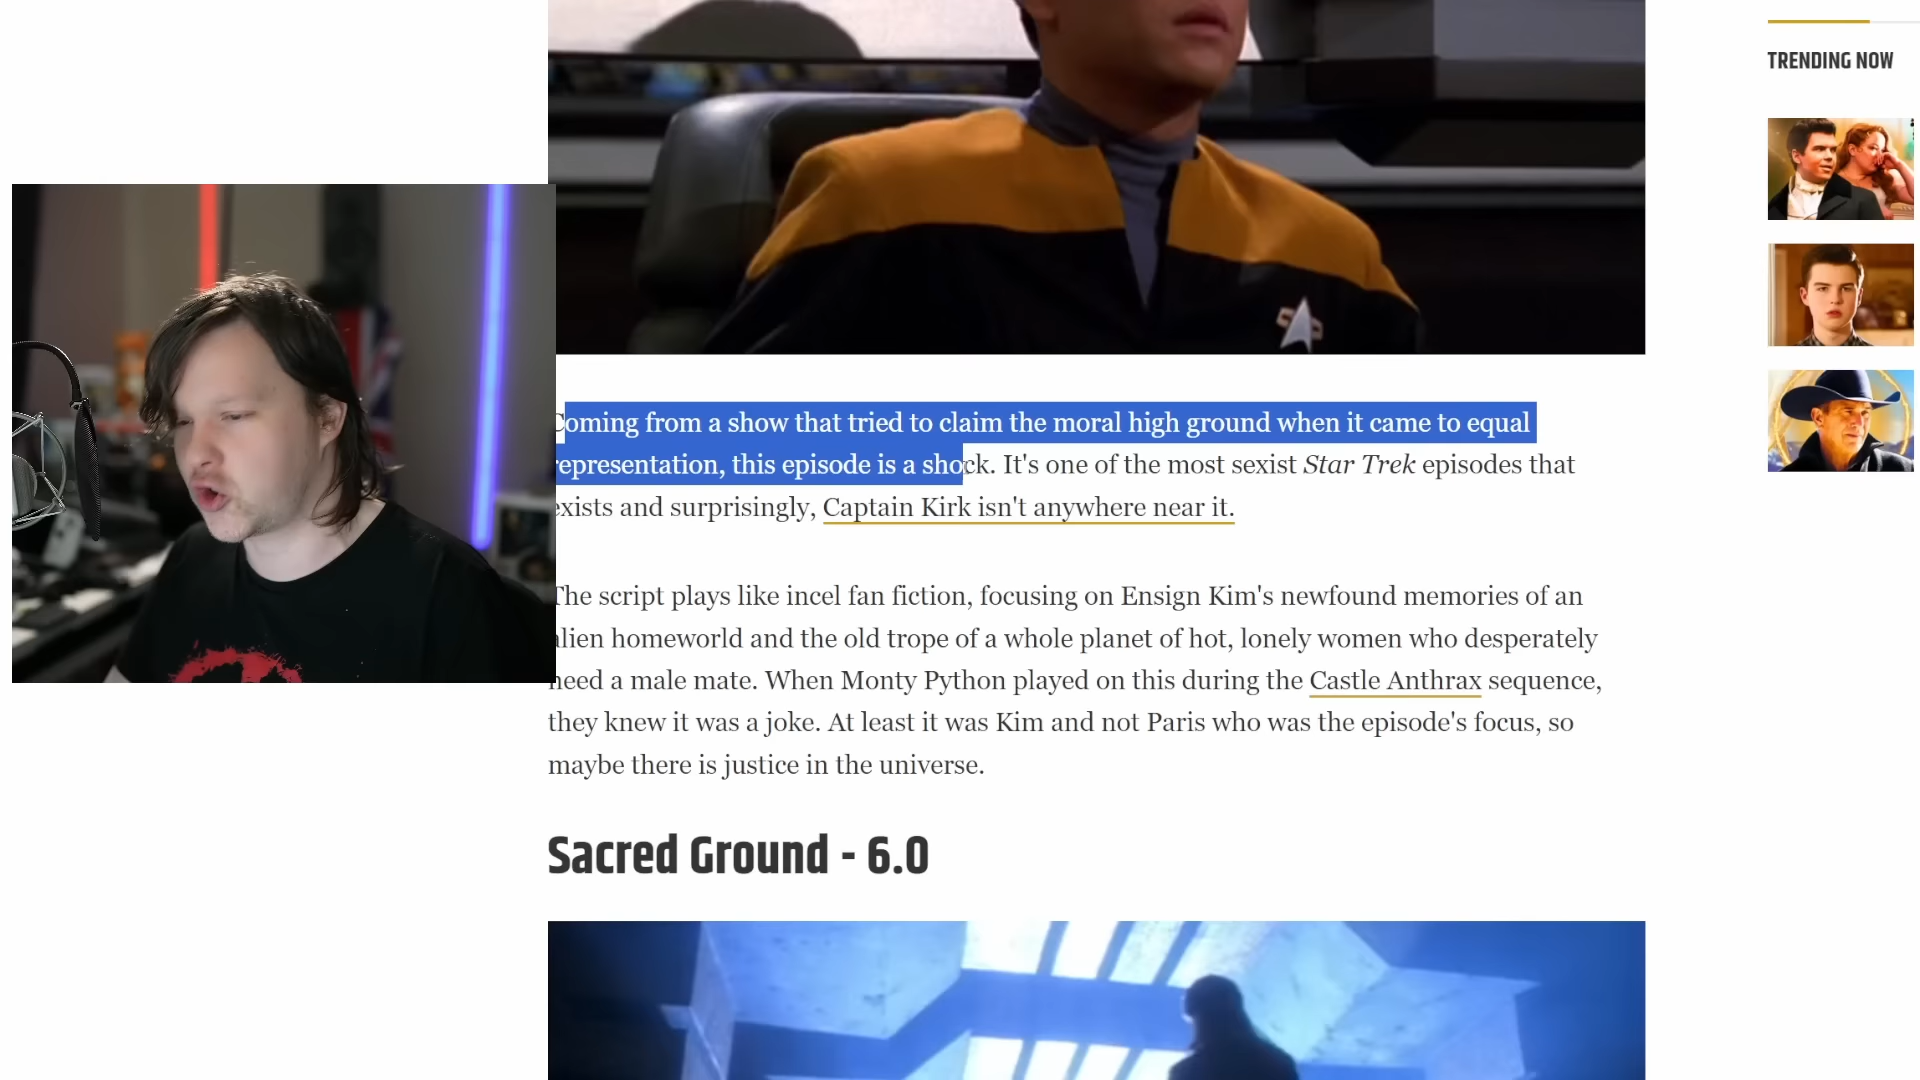 TRENDING NOW
Coming from a show that tried to claim the moral high ground when it came to equal
representation, this episode is a shock. It's one of the most sexist Star Trek episodes that
exists and surprisingly, Captain Kirk isn't anywhere near it.
The script plays like incel fan fiction, focusing on Ensign Kim's newfound memories of an
alien homeworld and the old trope of a whole planet of hot, lonely women who desperately
need a male mate. When Monty Python played on this during the Castle Anthrax sequence,
they knew it was a joke. At least it was Kim and not Paris who was the episode's focus, so
maybe there is justice in the universe.
Sacred Ground - 6.0